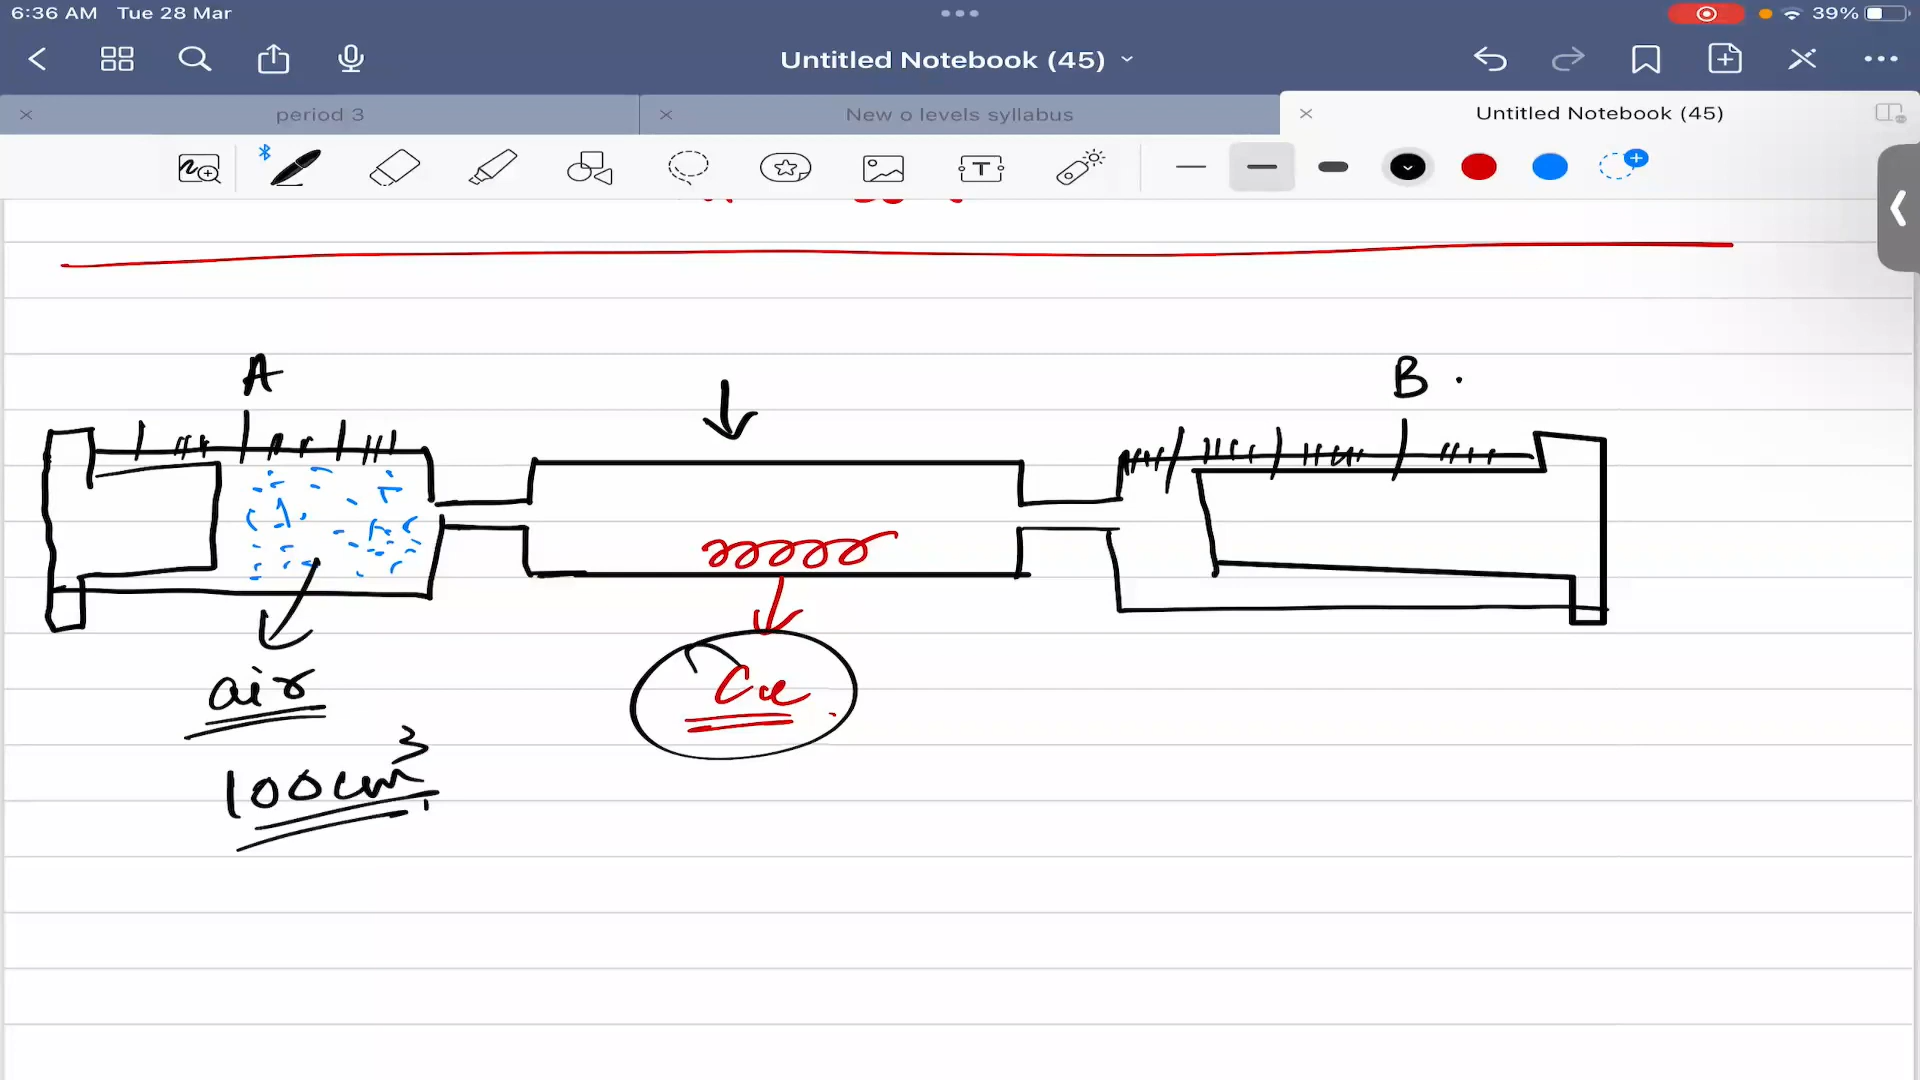 6:36 AM Tue 28 Mar
39%
Untitled Notebook (45)
period 3
New o levels syllabus
Untitled Notebook (45)
T
A
B .
air
Cu
100cm³